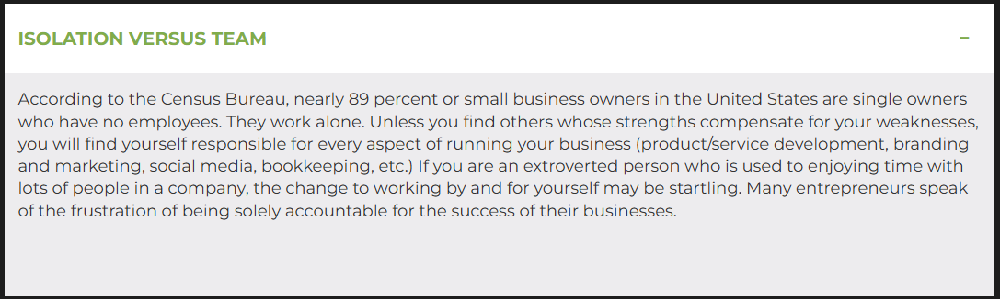 ISOLATION VERSUS TEAM –
According to the Census Bureau, nearly 89 percent or small business owners in the United States are single owners
who have no employees. They work alone. Unless you find others whose strengths compensate for your weaknesses,
you will find yourself responsible for every aspect of running your business (product/service development, branding
and marketing, social media, bookkeeping, etc.) If you are an extroverted person who is used to enjoying time with
lots of people in a company, the change to working by and for yourself may be startling. Many entrepreneurs speak
of the frustration of being solely accountable for the success of their businesses.